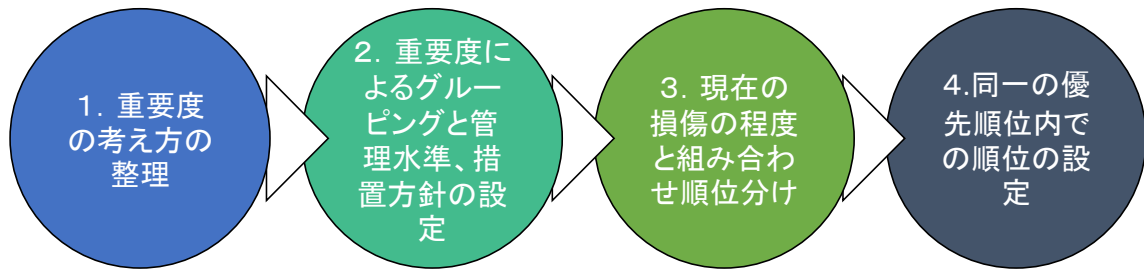 1．重要度
の考え方の
整理
2．重要度に
よるグルー
ピングと管
理水準、措
置方針の設
定
3．現在の
損傷の程度
と組み合わ
せ順位分け
4.同一の優
先順位内で
の順位の設
定